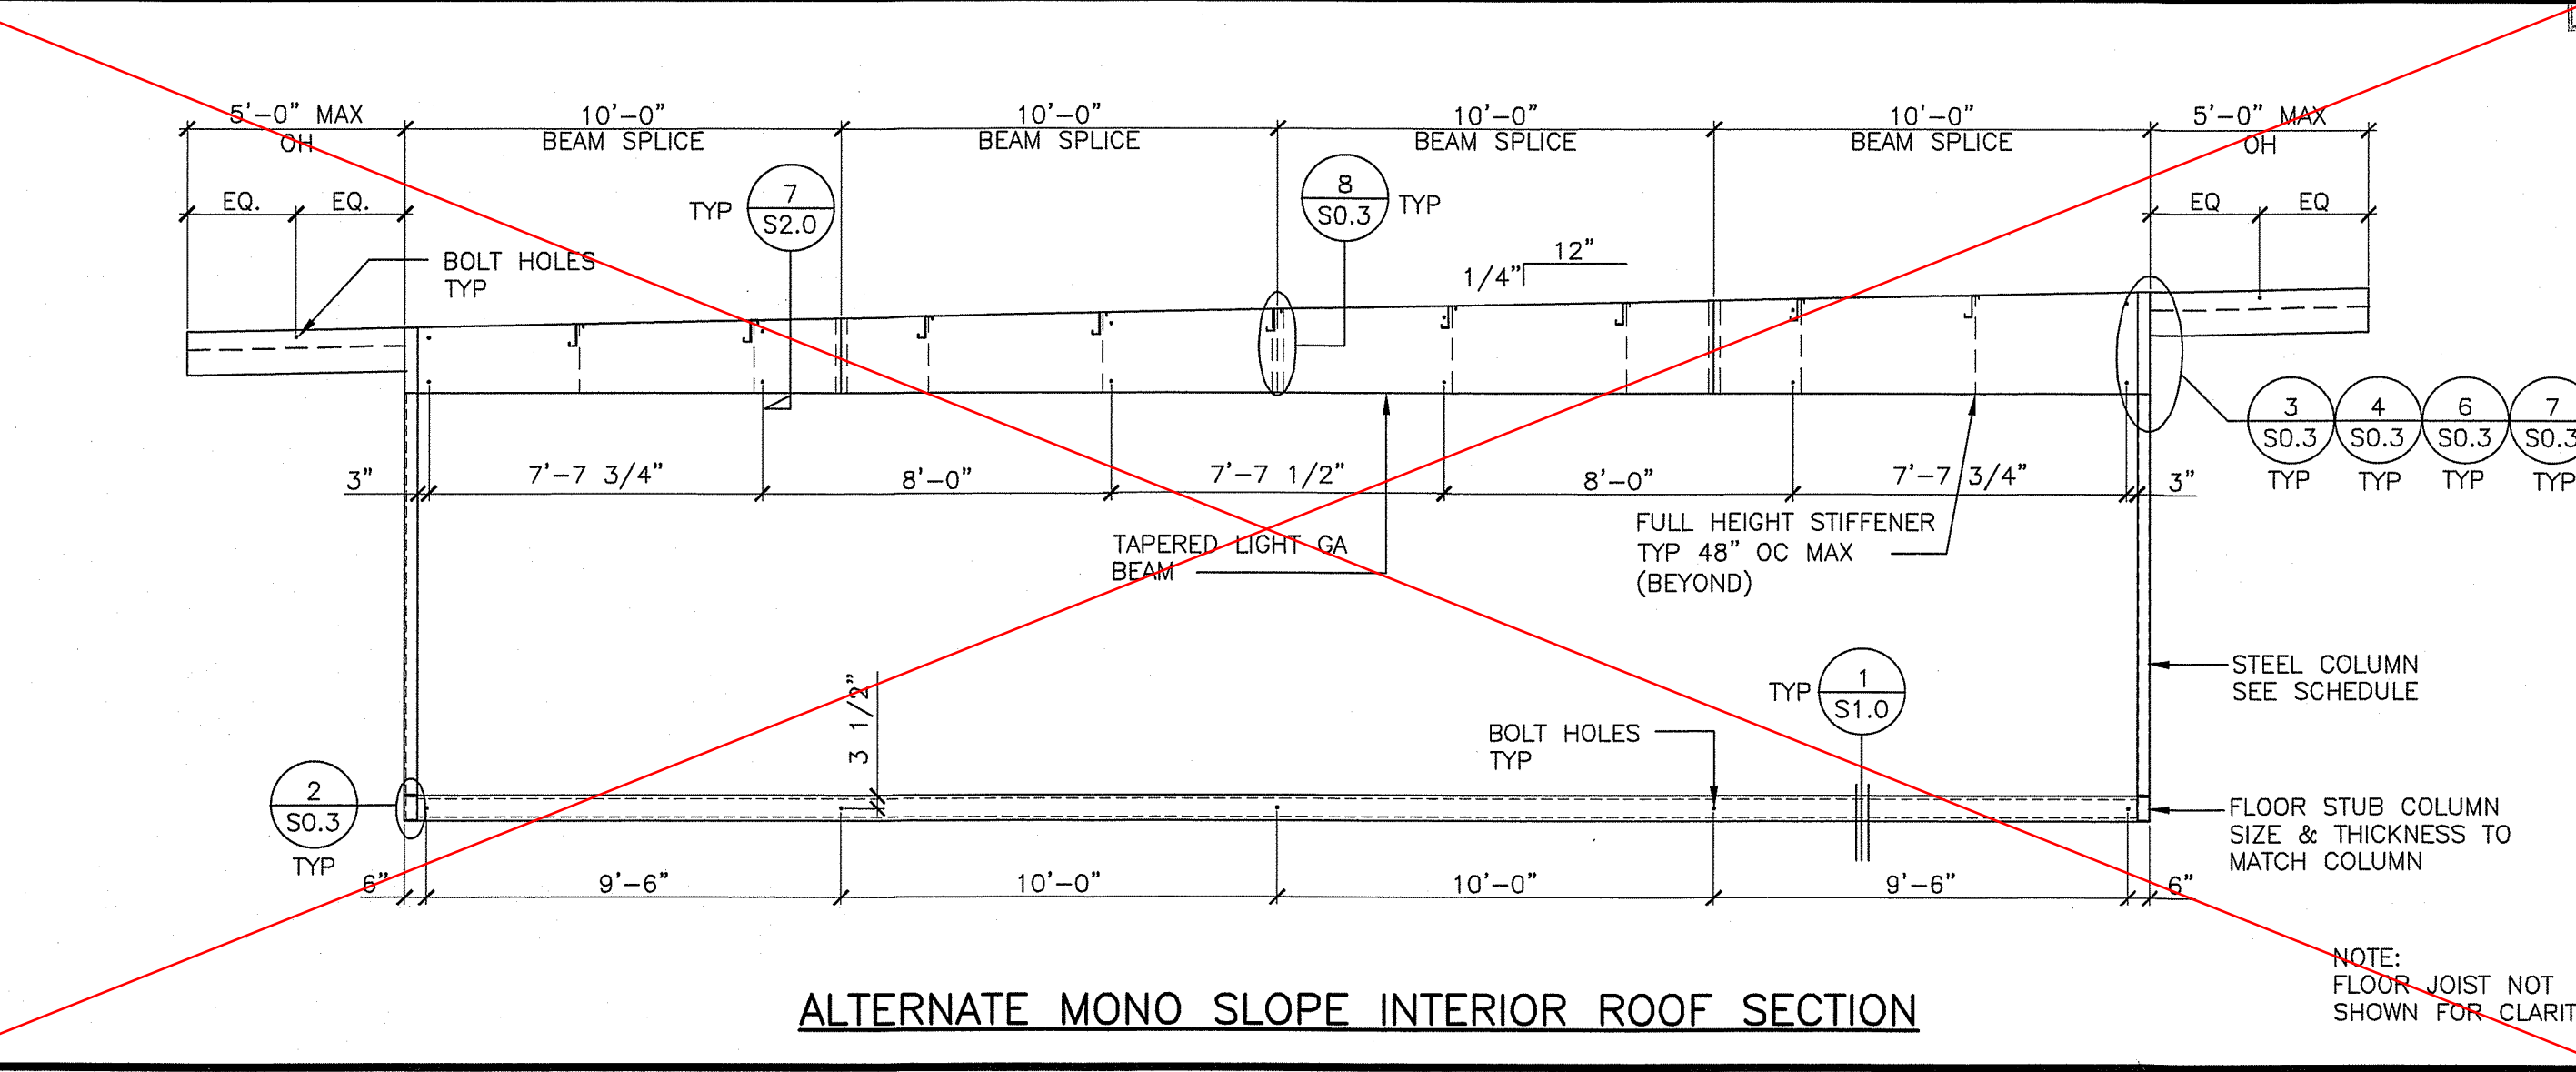 5'-0" MAX
OH
10'-0"
BEAM SPLICE
10'-0"
BEAM SPLICE
10'-0"
BEAM SPLICE
10'-0"
BEAM SPLICE
5'-0" MAX
OH
EQ.
EQ.
TYP
7
S2.0
8
S0.3
TYP
EQ
EQ
BOLT HOLES
TYP
1/4"
12"
3
S0.3
TYP
4
S0.3
TYP
6
S0.3
TYP
7
S0.3
TYP
3"
7'-7 3/4"
8'-0"
7'-7 1/2"
8'-0"
7'-7 3/4"
3"
TAPERED LIGHT GA
BEAM
FULL HEIGHT STIFFENER
TYP 48" OC MAX
(BEYOND)
STEEL COLUMN
SEE SCHEDULE
3 1/2"
TYP
1
S1.0
BOLT HOLES
TYP
2
S0.3
TYP
FLOOR STUB COLUMN
SIZE & THICKNESS TO
MATCH COLUMN
6"
9'-6"
10'-0"
10'-0"
9'-6"
6"
NOTE:
FLOOR JOIST NOT
SHOWN FOR CLARIT
ALTERNATE MONO SLOPE INTERIOR ROOF SECTION